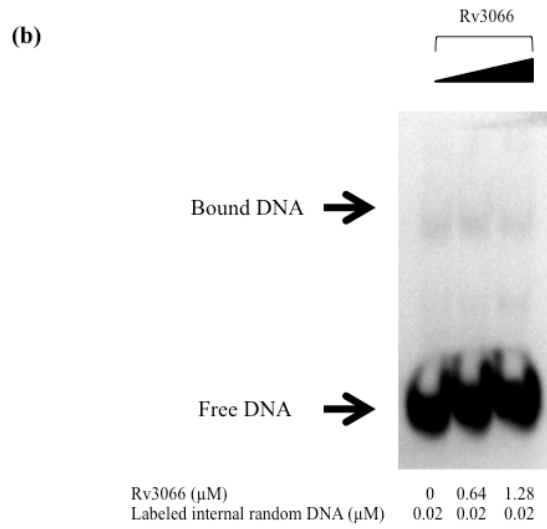 (b)
Rv3066
Bound DNA
Free DNA
Rv3066 (µM) 0 0.64 1.28
Labeled internal random DNA (µM) 0.02 0.02 0.02